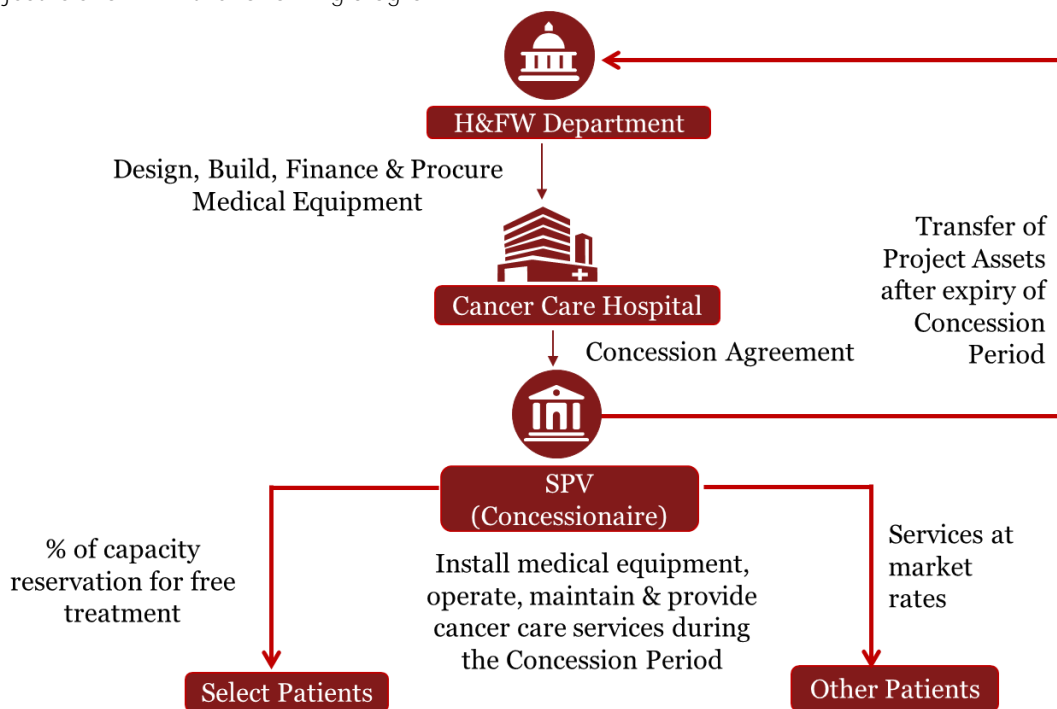 H&FW Department
Design, Build, Finance & Procure
Medical Equipment
Transfer of
Project Assets
after expiry of
Concession
Period
Cancer Care Hospital
Concession Agreement
SPV
(Concessionaire)
% of capacity
reservation for free
treatment
Install medical equipment,
operate, maintain & provide
cancer care services during
the Concession Period
Services at
market
rates
Select Patients
Other Patients